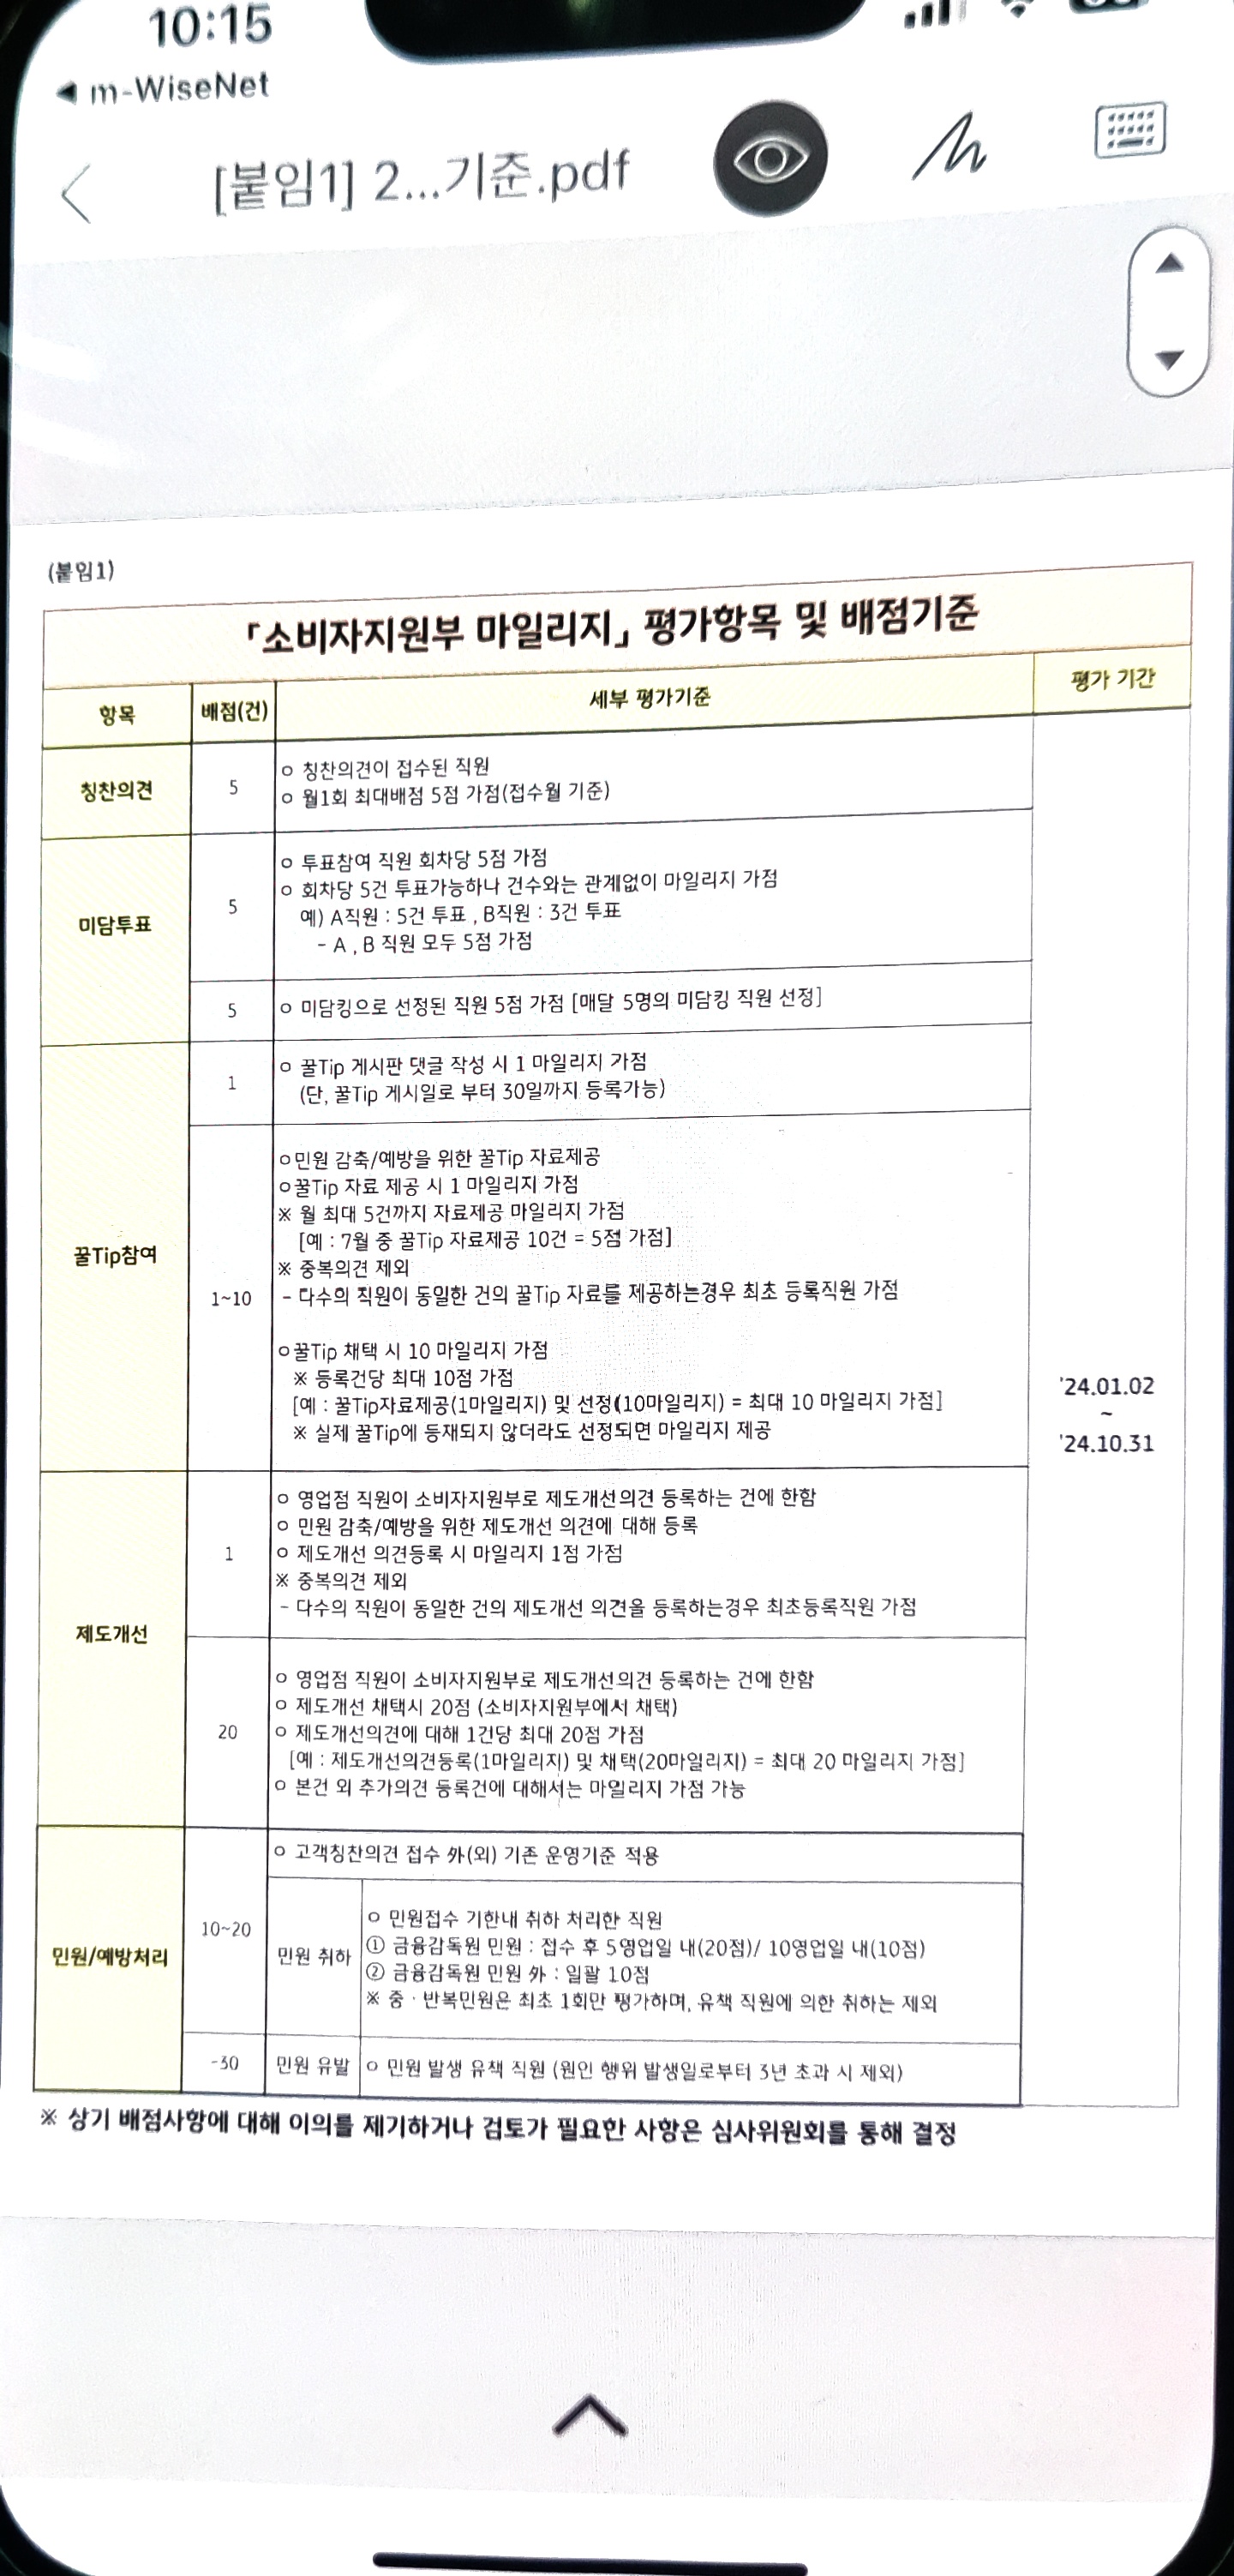 10:15
◀ m-WiseNet
[붙임1] 2...기준.pdf
(붙임1)
「소비자지원부 마일리지」 평가항목 및 배점기준
항목
배점(건)
세부 평가기준
평가 기간
칭찬의견
5
ㅇ 칭찬의견이 접수된 직원
ㅇ 월1회 최대배점 5점 가점(접수월 기준)
미담투표
5
ㅇ 투표참여 직원 회차당 5점 가점
ㅇ 회차당 5건 투표가능하나 건수와는 관계없이 마일리지 가점
예) A직원 : 5건 투표 , B직원 : 3건 투표
- A , B 직원 모두 5점 가점
5
ㅇ 미담킹으로 선정된 직원 5점 가점 [매달 5명의 미담킹 직원 선정]
꿀Tip참여
1
ㅇ 꿀Tip 게시판 댓글 작성 시 1 마일리지 가점
(단, 꿀Tip 게시일로 부터 30일까지 등록가능)
1~10
ㅇ민원 감축/예방을 위한 꿀Tip 자료제공
ㅇ꿀Tip 자료 제공 시 1 마일리지 가점
※ 월 최대 5건까지 자료제공 마일리지 가점
[예 : 7월 중 꿀Tip 자료제공 10건 = 5점 가점]
※ 중복의견 제외
- 다수의 직원이 동일한 건의 꿀Tip 자료를 제공하는경우 최초 등록직원 가점
ㅇ꿀Tip 채택 시 10 마일리지 가점
※ 등록건당 최대 10점 가점
[예 : 꿀Tip자료제공(1마일리지) 및 선정(10마일리지) = 최대 10 마일리지 가점]
※ 실제 꿀Tip에 등재되지 않더라도 선정되면 마일리지 제공
'24.01.02
~
'24.10.31
제도개선
1
ㅇ 영업점 직원이 소비자지원부로 제도개선의견 등록하는 건에 한함
ㅇ 민원 감축/예방을 위한 제도개선 의견에 대해 등록
ㅇ 제도개선 의견등록 시 마일리지 1점 가점
※ 중복의견 제외
- 다수의 직원이 동일한 건의 제도개선 의견을 등록하는경우 최초등록직원 가점
20
ㅇ 영업점 직원이 소비자지원부로 제도개선의견 등록하는 건에 한함
ㅇ 제도개선 채택시 20점 (소비자지원부에서 채택)
ㅇ 제도개선의견에 대해 1건당 최대 20점 가점
[예 : 제도개선의견등록(1마일리지) 및 채택(20마일리지) = 최대 20 마일리지 가점]
ㅇ 본건 외 추가의견 등록건에 대해서는 마일리지 가점 가능
민원/예방처리
10~20
ㅇ 고객칭찬의견 접수 外(외) 기존 운영기준 적용
민원 취하
ㅇ 민원접수 기한내 취하 처리한 직원
① 금융감독원 민원 : 접수 후 5영업일 내(20점)/ 10영업일 내(10점)
② 금융감독원 민원 外 : 일괄 10점
※ 중 · 반복민원은 최초 1회만 평가하며, 유책 직원에 의한 취하는 제외
-30
민원 유발
ㅇ 민원 발생 유책 직원 (원인 행위 발생일로부터 3년 초과 시 제외)
※ 상기 배점사항에 대해 이의를 제기하거나 검토가 필요한 사항은 심사위원회를 통해 결정